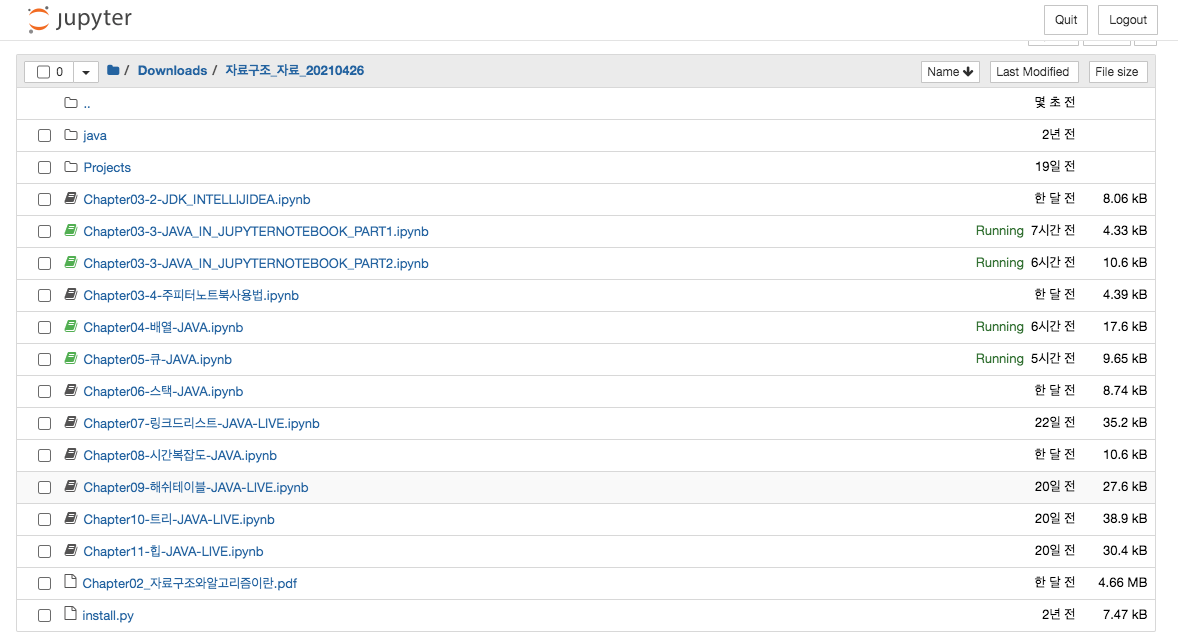 jupyter
Quit Logout
0 / Downloads / 자료구조_자료_20210426 Name Last Modified File size
.. 몇 초 전
java 2년 전
Projects 19일 전
Chapter03-2-JDK_INTELLIJIDEA.ipynb 한 달 전 8.06 kB
Chapter03-3-JAVA_IN_JUPYTERNOTEBOOK_PART1.ipynb Running 7시간 전 4.33 kB
Chapter03-3-JAVA_IN_JUPYTERNOTEBOOK_PART2.ipynb Running 6시간 전 10.6 kB
Chapter03-4-주피터노트북사용법.ipynb 한 달 전 4.39 kB
Chapter04-배열-JAVA.ipynb Running 6시간 전 17.6 kB
Chapter05-큐-JAVA.ipynb Running 5시간 전 9.65 kB
Chapter06-스택-JAVA.ipynb 한 달 전 8.74 kB
Chapter07-링크드리스트-JAVA-LIVE.ipynb 22일 전 35.2 kB
Chapter08-시간복잡도-JAVA.ipynb 한 달 전 10.6 kB
Chapter09-해쉬테이블-JAVA-LIVE.ipynb 20일 전 27.6 kB
Chapter10-트리-JAVA-LIVE.ipynb 20일 전 38.9 kB
Chapter11-힙-JAVA-LIVE.ipynb 20일 전 30.4 kB
Chapter02_자료구조와알고리즘이란.pdf 한 달 전 4.66 MB
install.py 2년 전 7.47 kB